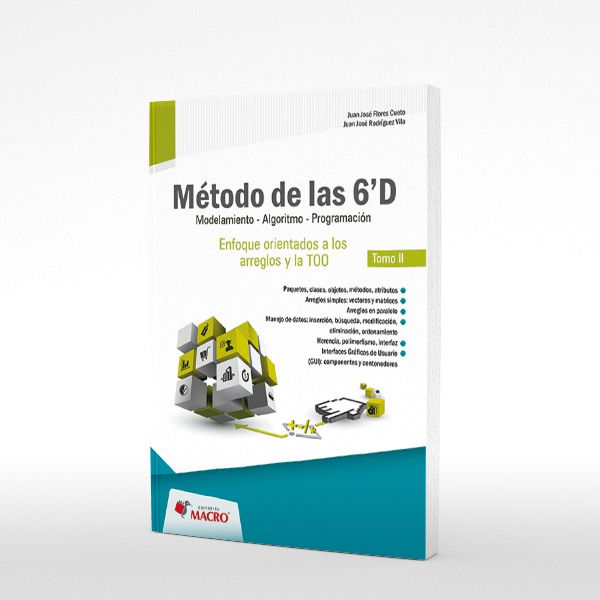 Juan José Flores Cueto
Juan José Rodríguez Vila
Método de las 6'D
Modelamiento - Algoritmo - Programación
Enfoque orientados a los
arreglos y la TOO
Tomo II
Paquetes, clases, objetos, métodos, atributos
Arreglos simples: vectores y matrices
Arreglos en paralelo
Manejo de datos: inserción, búsqueda, modificación,
eliminación, ordenamiento
Herencia, polimorfismo, interfaz
Interfaces Gráficas de Usuario
(GUI): componentes y contenedores
EDITORIAL
MACRO